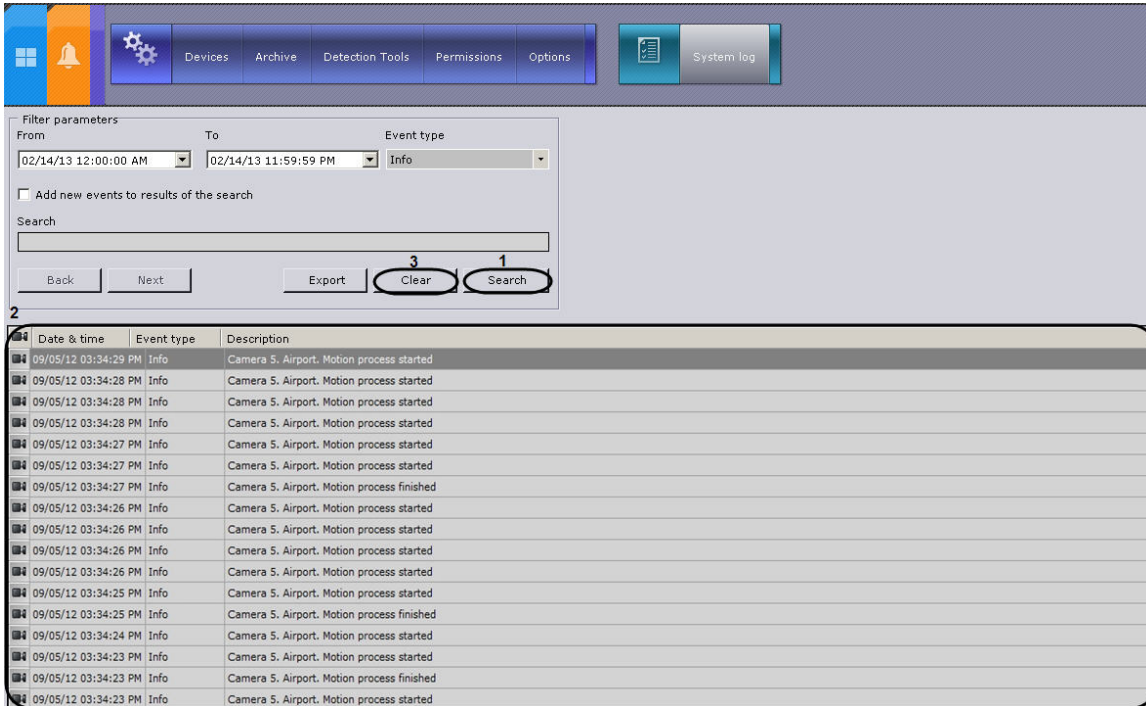 Devices Archive Detection Tools Permissions Options System log
Filter parameters
From To Event type
02/14/13 12:00:00 AM 02/14/13 11:59:59 PM Info
Add new events to results of the search
Search
3 1
Back Next Export Clear Search
2
Date & time Event type Description
09/05/12 03:34:29 PM Info Camera 5. Airport. Motion process started
09/05/12 03:34:28 PM Info Camera 5. Airport. Motion process started
09/05/12 03:34:28 PM Info Camera 5. Airport. Motion process started
09/05/12 03:34:28 PM Info Camera 5. Airport. Motion process started
09/05/12 03:34:27 PM Info Camera 5. Airport. Motion process started
09/05/12 03:34:27 PM Info Camera 5. Airport. Motion process started
09/05/12 03:34:27 PM Info Camera 5. Airport. Motion process finished
09/05/12 03:34:26 PM Info Camera 5. Airport. Motion process started
09/05/12 03:34:26 PM Info Camera 5. Airport. Motion process started
09/05/12 03:34:26 PM Info Camera 5. Airport. Motion process started
09/05/12 03:34:26 PM Info Camera 5. Airport. Motion process started
09/05/12 03:34:25 PM Info Camera 5. Airport. Motion process started
09/05/12 03:34:25 PM Info Camera 5. Airport. Motion process finished
09/05/12 03:34:24 PM Info Camera 5. Airport. Motion process started
09/05/12 03:34:23 PM Info Camera 5. Airport. Motion process started
09/05/12 03:34:23 PM Info Camera 5. Airport. Motion process finished
09/05/12 03:34:23 PM Info Camera 5. Airport. Motion process started